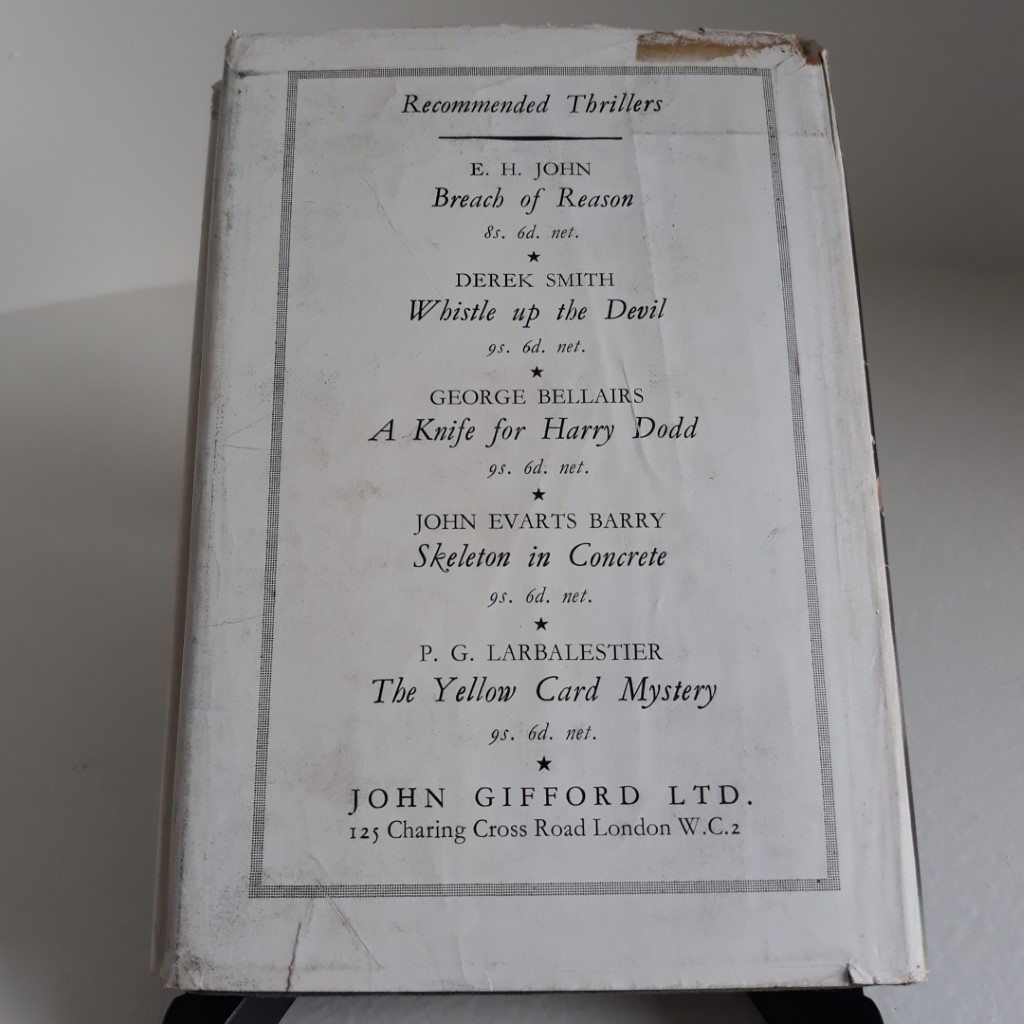 Recommended Thrillers
E. H. JOHN
Breach of Reason
8s. 6d. net.
★
DEREK SMITH
Whistle up the Devil
9s. 6d. net.
★
GEORGE BELLAIRS
A Knife for Harry Dodd
9s. 6d. net.
★
JOHN EVARTS BARRY
Skeleton in Concrete
9s. 6d. net.
★
P. G. LARBALESTIER
The Yellow Card Mystery
9s. 6d. net.
★
JOHN GIFFORD LTD.
125 Charing Cross Road London W.C.2